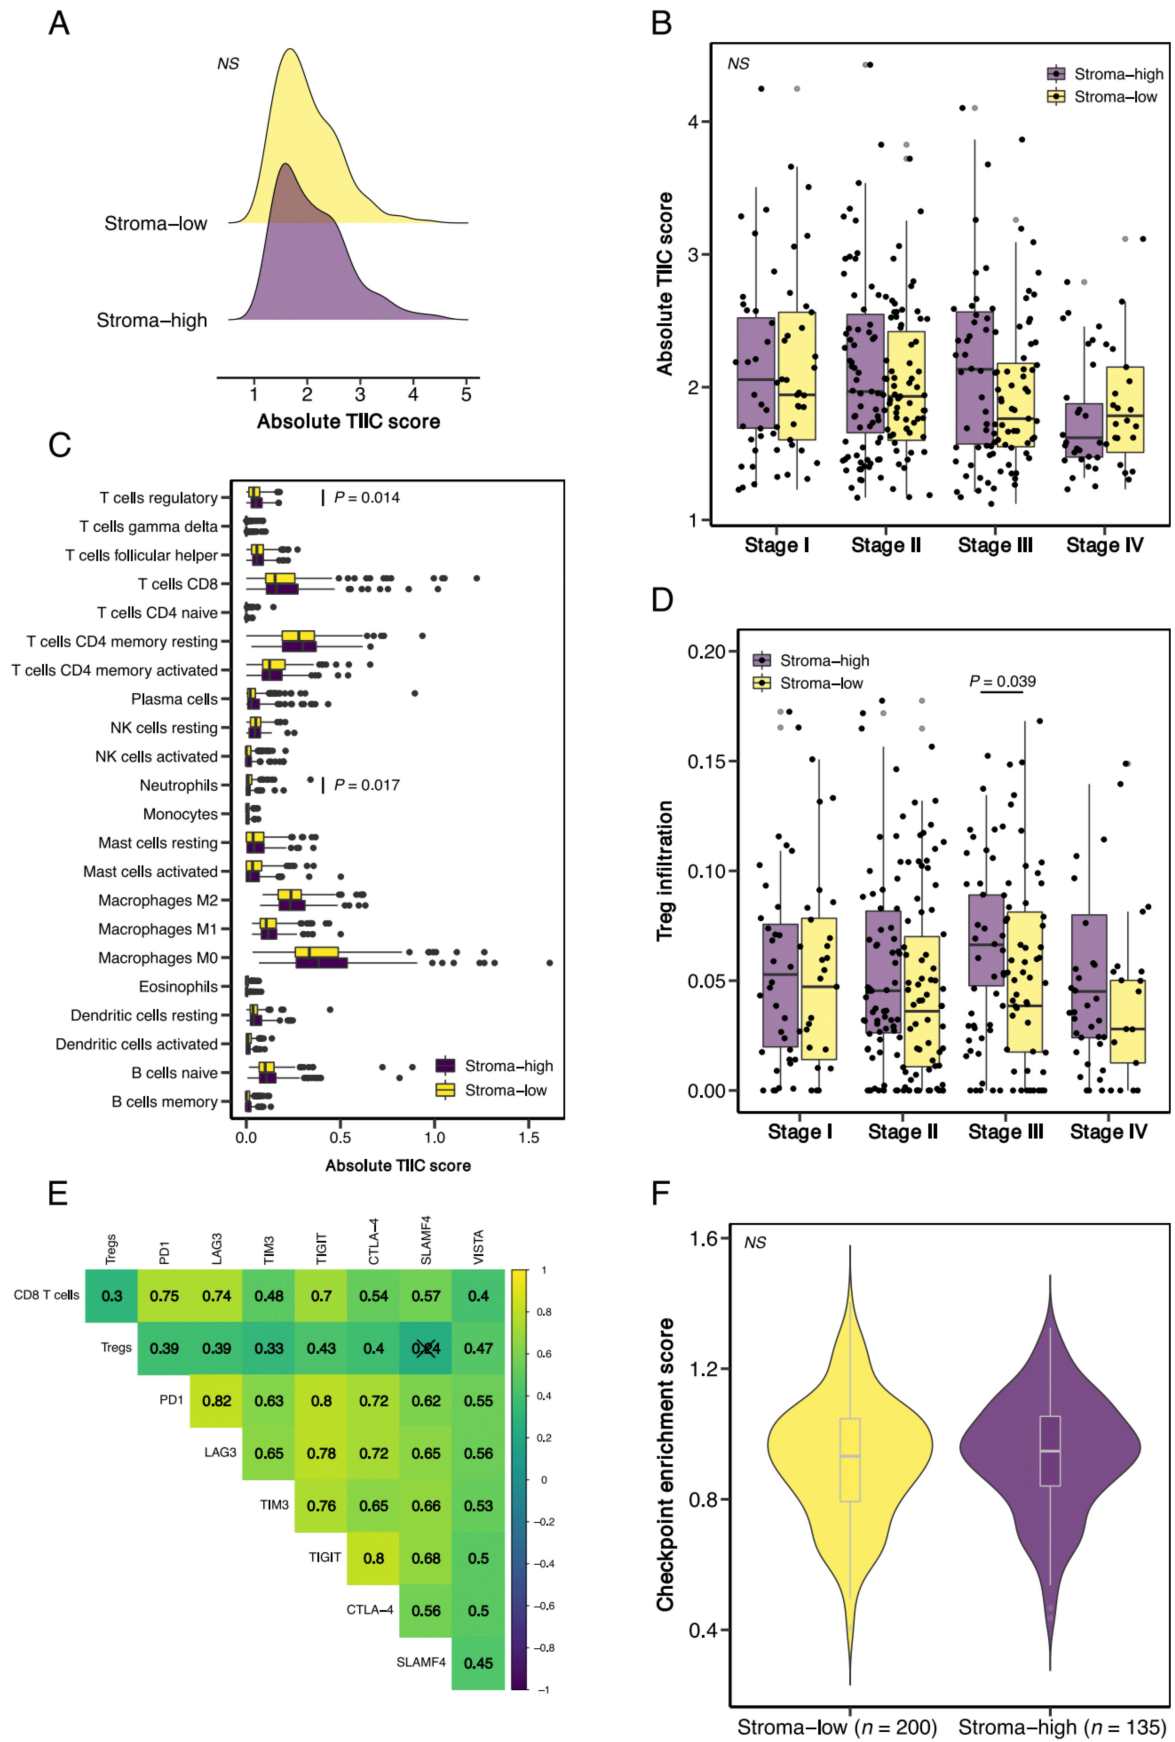 A
NS
Stroma–low
Stroma–high
1 2 3 4 5
Absolute TIIC score
B
NS
Stroma–high
Stroma–low
Absolute TIIC score
4
3
2
1
Stage I Stage II Stage III Stage IV
C
T cells regulatory
P = 0.014
T cells gamma delta
T cells follicular helper
T cells CD8
T cells CD4 naive
T cells CD4 memory resting
T cells CD4 memory activated
Plasma cells
NK cells resting
NK cells activated
Neutrophils
P = 0.017
Monocytes
Mast cells resting
Mast cells activated
Macrophages M2
Macrophages M1
Macrophages M0
Eosinophils
Dendritic cells resting
Dendritic cells activated
B cells naive
B cells memory
Stroma–high
Stroma–low
0.0 0.5 1.0 1.5
Absolute TIIC score
D
Stroma–high
Stroma–low
P = 0.039
Treg infiltration
0.20
0.15
0.10
0.05
0.00
Stage I Stage II Stage III Stage IV
E
Tregs PD1 LAG3 TIM3 TIGIT CTLA–4 SLAMF4 VISTA
CD8 T cells 0.3 0.75 0.74 0.48 0.7 0.54 0.57 0.4
Tregs 0.39 0.39 0.33 0.43 0.4 0.24 0.47
PD1 0.82 0.63 0.8 0.72 0.62 0.55
LAG3 0.65 0.78 0.72 0.65 0.56
TIM3 0.76 0.65 0.66 0.53
TIGIT 0.8 0.68 0.5
CTLA–4 0.56 0.5
SLAMF4 0.45
1
0.8
0.6
0.4
0.2
0
−0.2
−0.4
−0.6
−0.8
−1
F
NS
Checkpoint enrichment score
1.6
1.2
0.8
0.4
Stroma–low (n = 200) Stroma–high (n = 135)